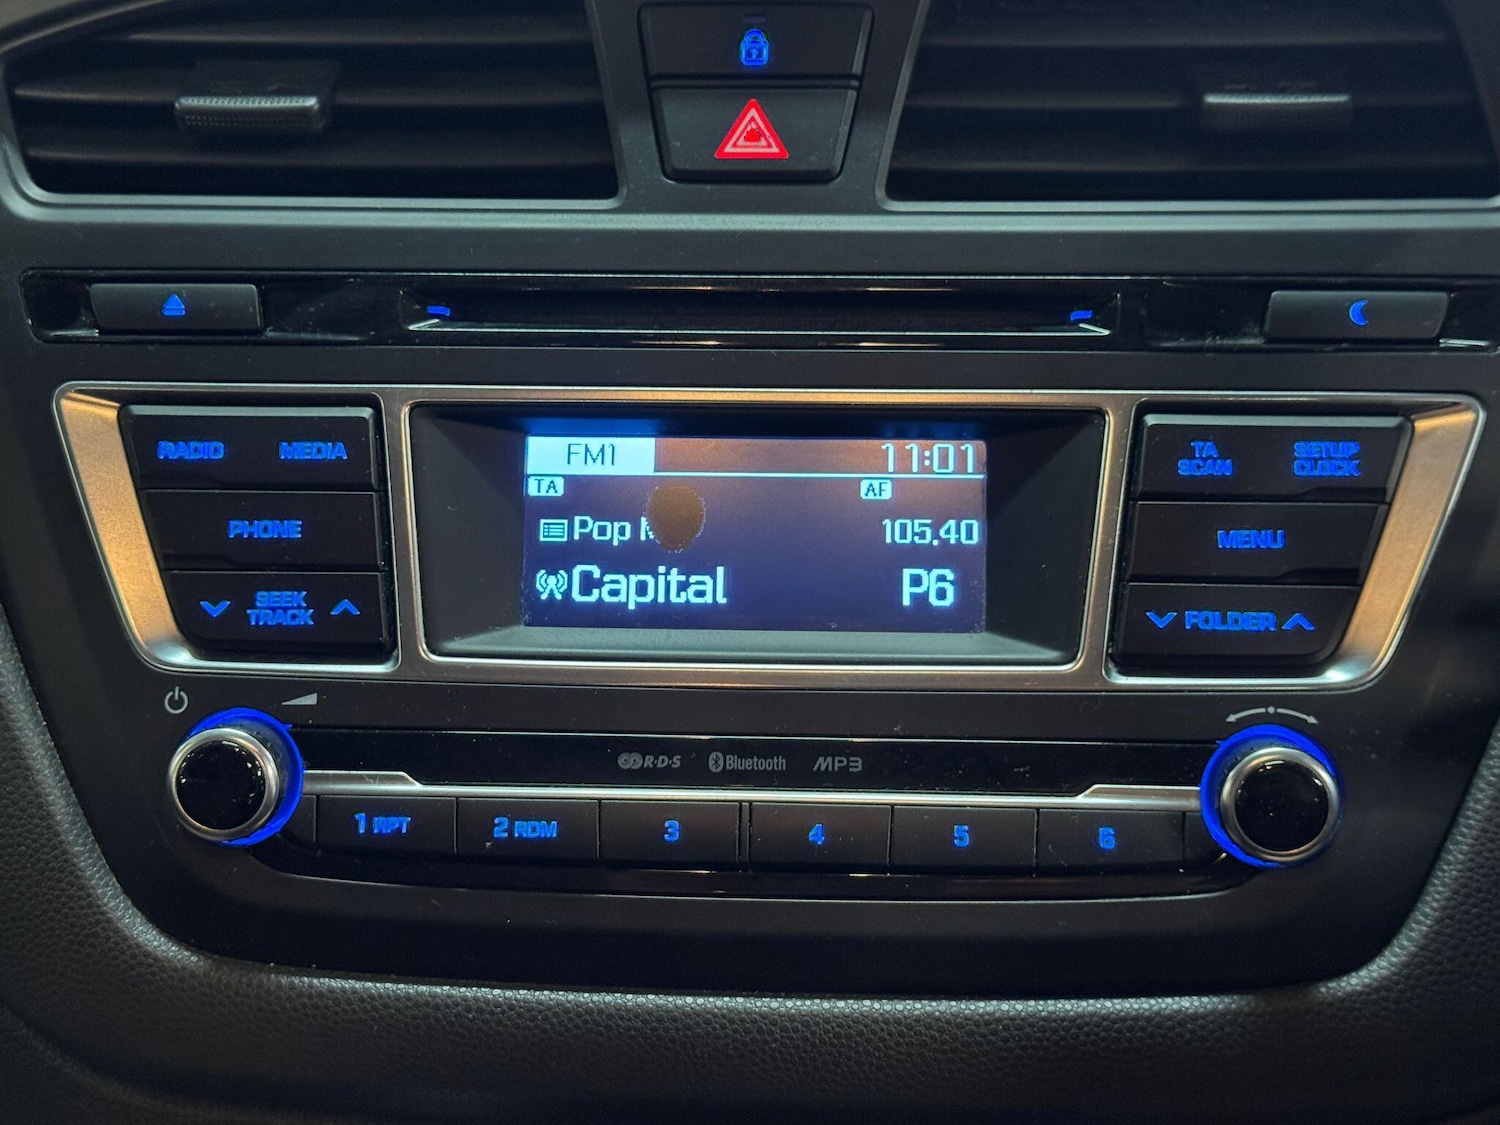 RADIO MEDIA
PHONE
SEEK
TRACK
FM1 11:01
TA AF
Pop 105.40
Capital P6
TA
SCAN
SETUP
CLOCK
MENU
FOLDER
R·D·S Bluetooth MP3
1 RPT 2 RDM 3 4 5 6